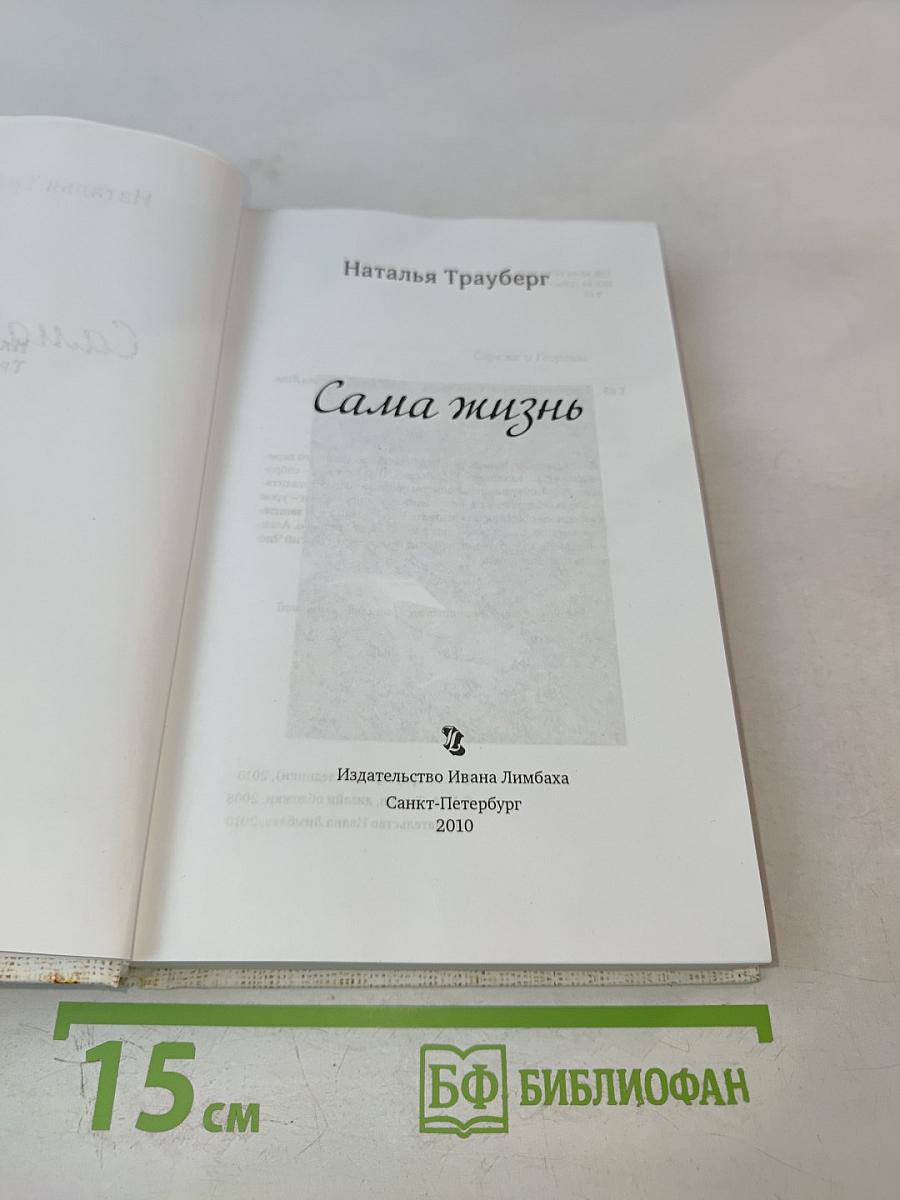 Наталья Трауберг
Сама жизнь
Издательство Ивана Лимбаха
Санкт-Петербург
2010
15 см
БФ БИБЛИОФАН